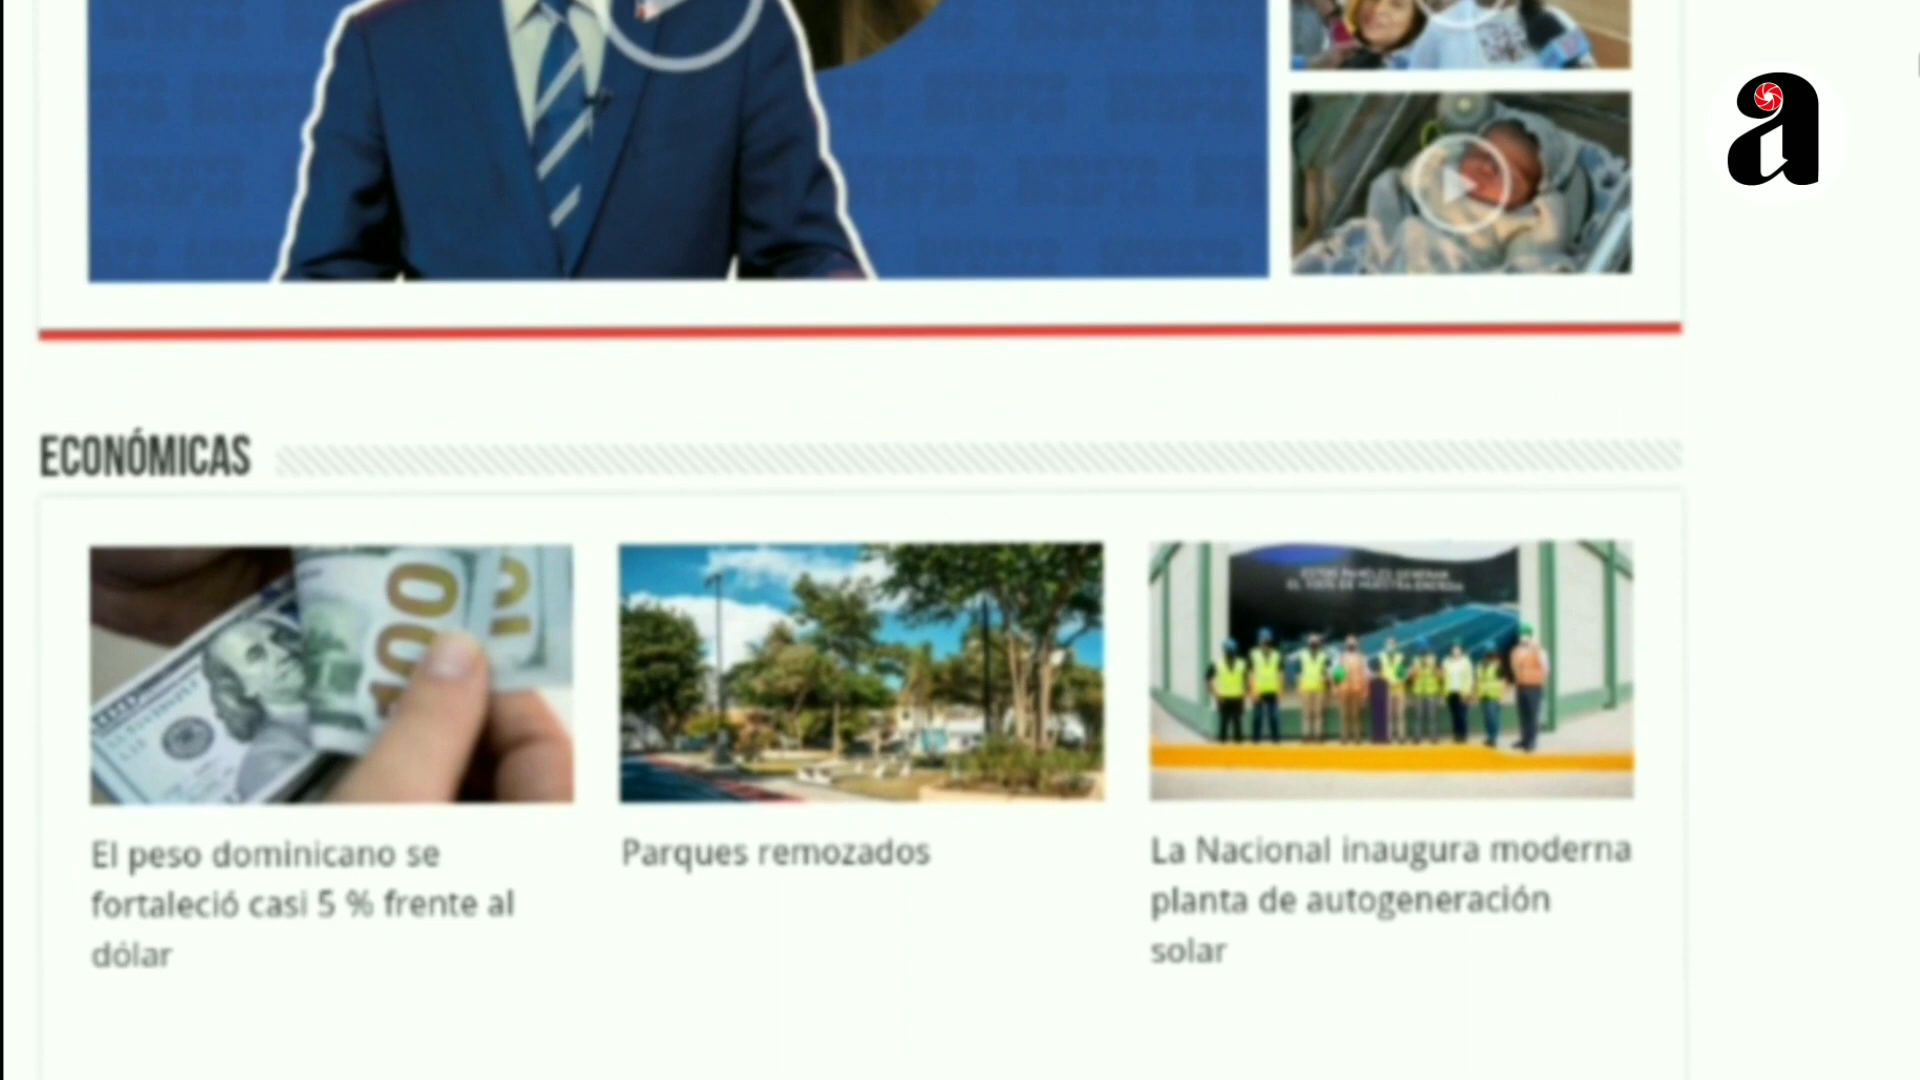 a
ECONÓMICAS
100
El peso dominicano se
fortaleció casi 5 % frente al
dólar
Parques remozados
La Nacional inaugura moderna
planta de autogeneración
solar